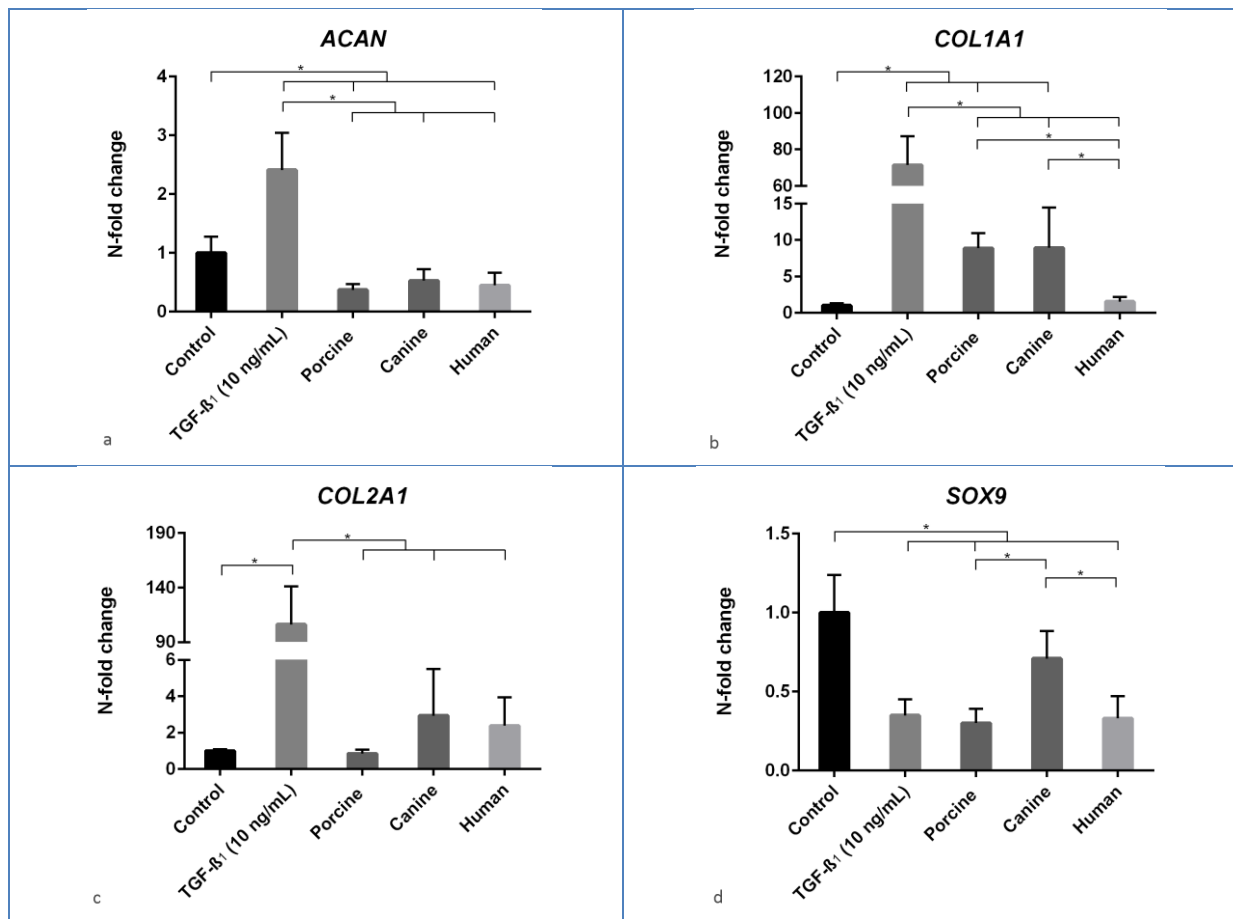 ACAN
N-fold change
4
3
2
1
0
*
*
Control
TGF-ß1 (10 ng/mL)
Porcine
Canine
Human
a
COL1A1
N-fold change
120
100
80
60
15
10
5
0
*
*
*
*
Control
TGF-ß1 (10 ng/mL)
Porcine
Canine
Human
b
COL2A1
N-fold change
190
140
90
6
4
2
0
*
*
Control
TGF-ß1 (10 ng/mL)
Porcine
Canine
Human
c
SOX9
N-fold change
1.5
1.0
0.5
0.0
*
*
*
Control
TGF-ß1 (10 ng/mL)
Porcine
Canine
Human
d